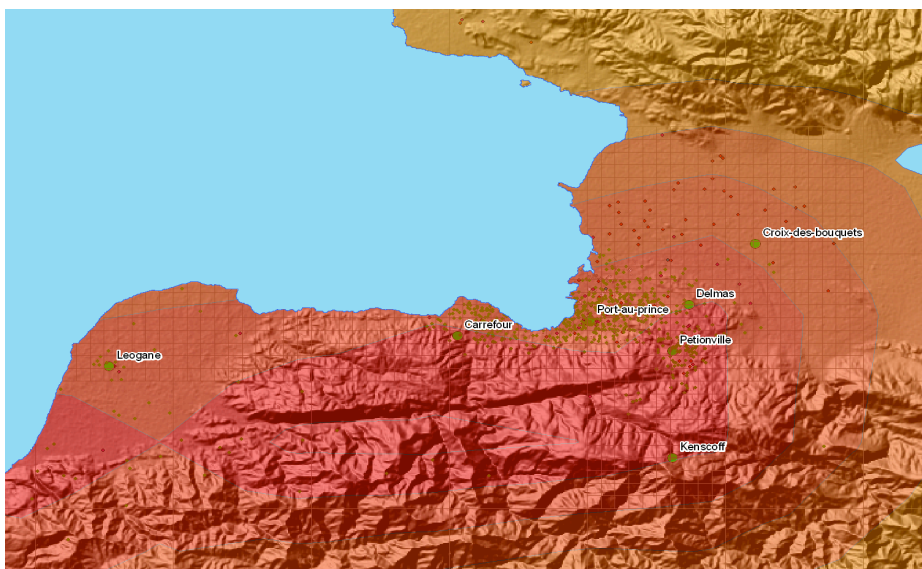 Croix-des-bouquets
Delmas
Port-au-prince
Carrefour
Petionville
Leogane
Kenscoff